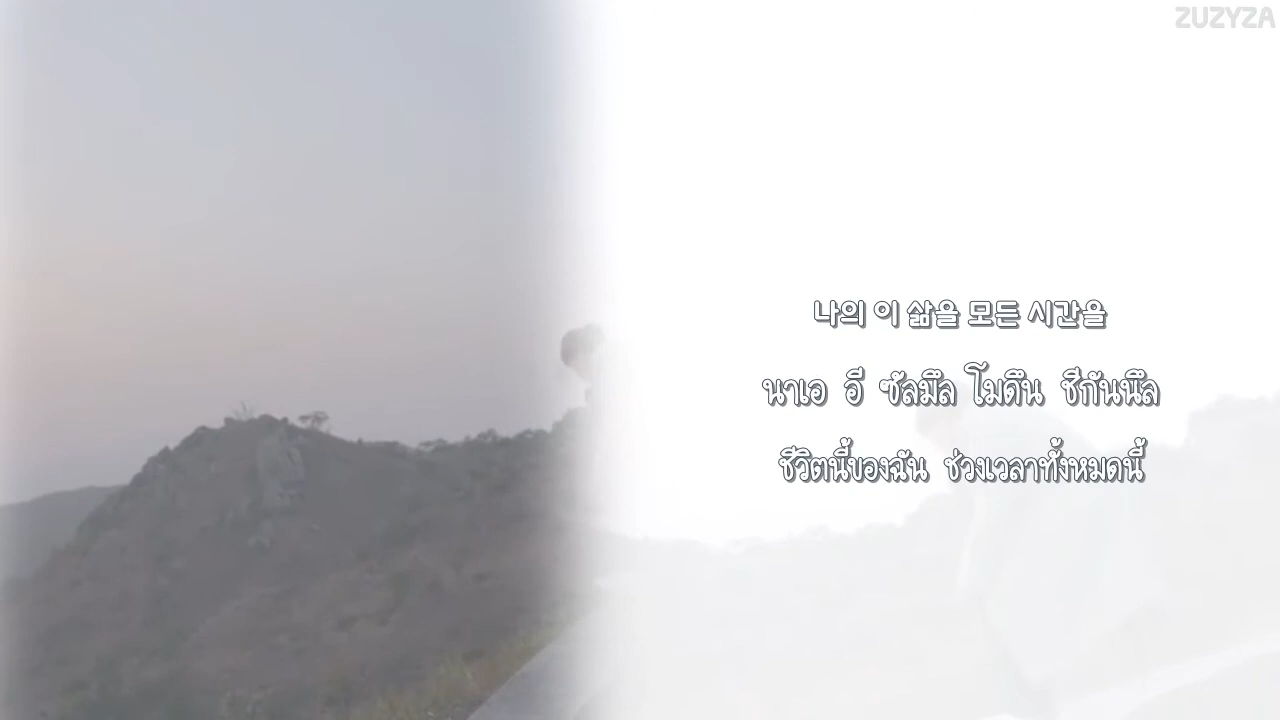 ZUZYZA
나의 이 삶을 모든 시간을
นาเอ อี ซัลมึล โมดึน ชีกันนึล
ชีวิตนี้ของฉัน ช่วงเวลาทั้งหมดนี้